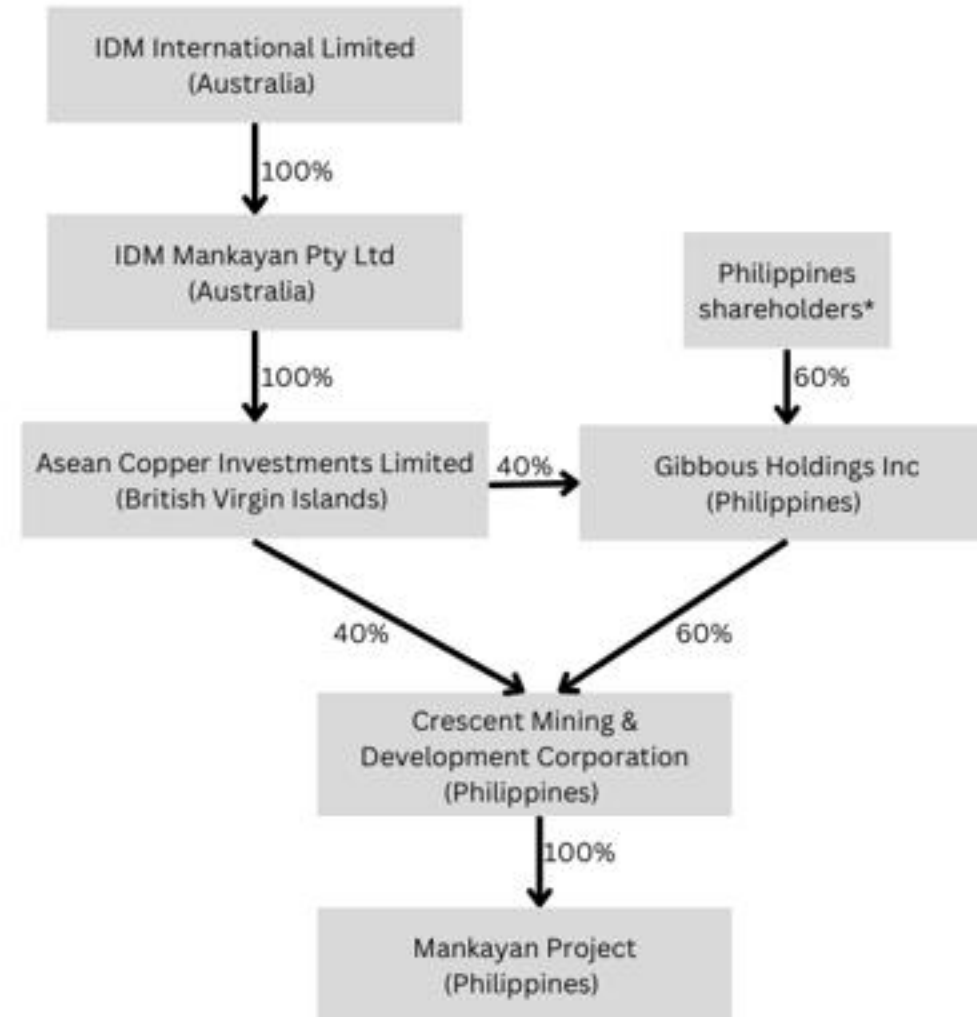 IDM International Limited
(Australia)
100%
IDM Mankayan Pty Ltd
(Australia)
Philippines
shareholders*
100%
60%
Asean Copper Investments Limited
(British Virgin Islands)
40%
Gibbous Holdings Inc
(Philippines)
40%
60%
Crescent Mining &
Development Corporation
(Philippines)
100%
Mankayan Project
(Philippines)